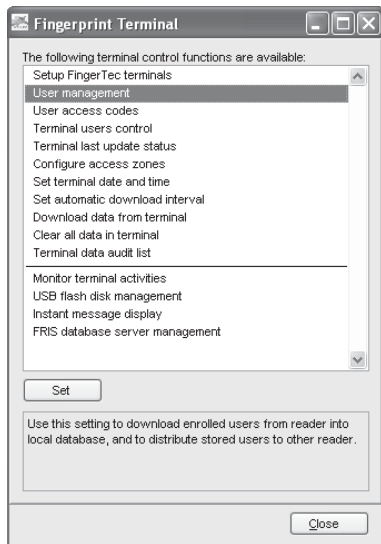 Fingerprint Terminal
The following terminal control functions are available:
Setup FingerTec terminals
User management
User access codes
Terminal users control
Terminal last update status
Configure access zones
Set terminal date and time
Set automatic download interval
Download data from terminal
Clear all data in terminal
Terminal data audit list
Monitor terminal activities
USB flash disk management
Instant message display
FRIS database server management
Set
Use this setting to download enrolled users from reader into
local database, and to distribute stored users to other reader.
Close